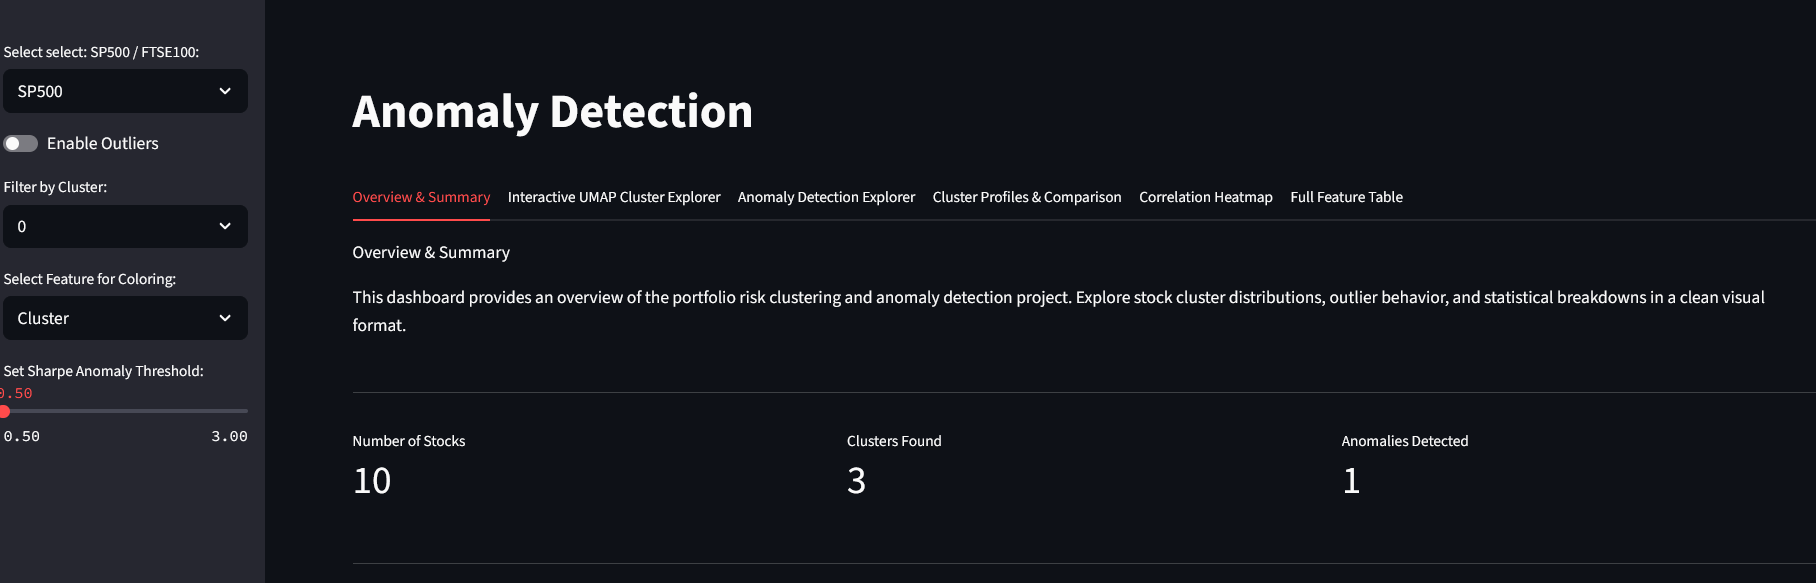 Select select: SP500 / FTSE100:
SP500
Enable Outliers
Filter by Cluster:
0
Select Feature for Coloring:
Cluster
Set Sharpe Anomaly Threshold:
0.50
0.50 3.00
Anomaly Detection
Overview & Summary Interactive UMAP Cluster Explorer Anomaly Detection Explorer Cluster Profiles & Comparison Correlation Heatmap Full Feature Table
Overview & Summary
This dashboard provides an overview of the portfolio risk clustering and anomaly detection project. Explore stock cluster distributions, outlier behavior, and statistical breakdowns in a clean visual
format.
Number of Stocks Clusters Found Anomalies Detected
10 3 1